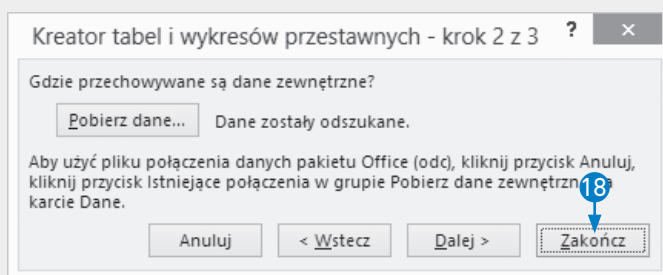 Kreator tabel i wykresów przestawnych - krok 2 z 3 ? ×
Gdzie przechowywane są dane zewnętrzne?
Pobierz dane... Dane zostały odszukane.
Aby użyć pliku połączenia danych pakietu Office (odc), kliknij przycisk Anuluj,
kliknij przycisk Istniejące połączenia w grupie Pobierz dane
karcie Dane.
18
Anuluj < Wstecz Dalej > Zakończ